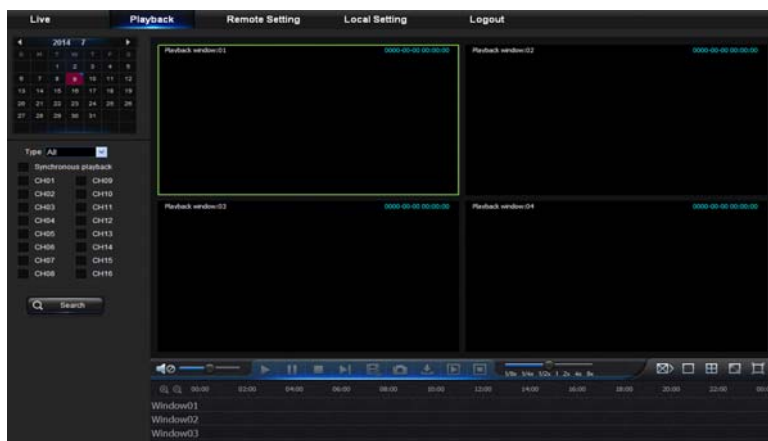 Live Playback Remote Setting Local Setting Logout
2014 7
S M T W T F S
1 2 3 4 5
6 7 8 9 10 11 12
13 14 15 16 17 18 19
20 21 22 23 24 25 26
27 28 29 30 31
Type All
Synchronous playback
CH01 CH09
CH02 CH10
CH03 CH11
CH04 CH12
CH05 CH13
CH06 CH14
CH07 CH15
CH08 CH16
Search
Playback window:01 0000-00-00 00:00:00
Playback window:02 0000-00-00 00:00:00
Playback window:03 0000-00-00 00:00:00
Playback window:04 0000-00-00 00:00:00
1/8x 1/4x 1/2x 1 2x 4x 8x
00:00 02:00 04:00 06:00 08:00 10:00 12:00 14:00 16:00 18:00 20:00 22:00
Window01
Window02
Window03